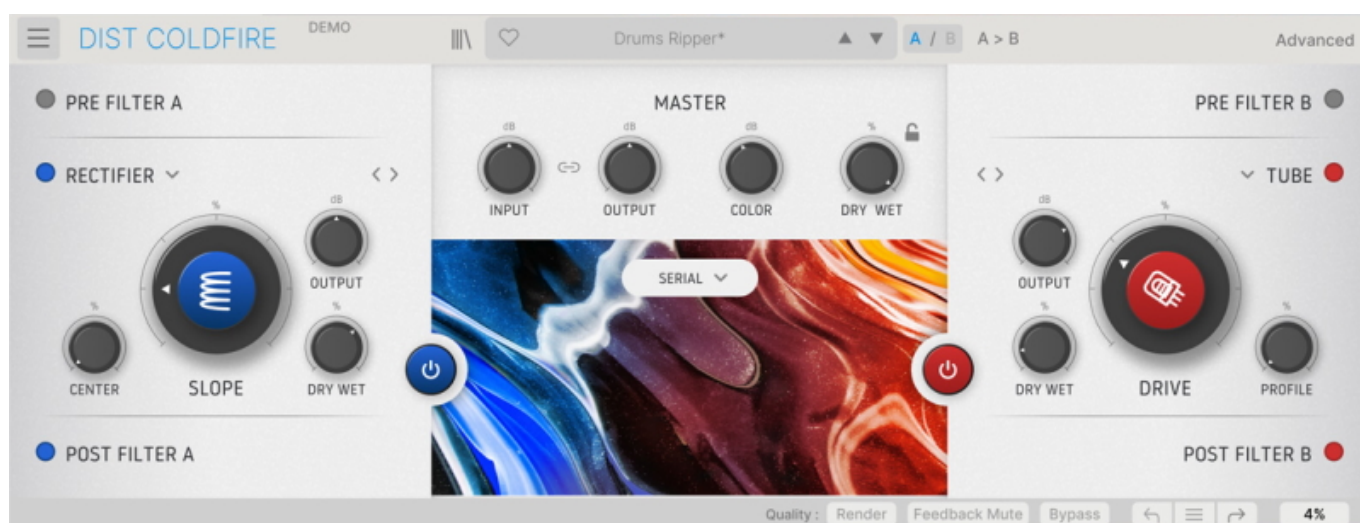 DIST COLDFIRE DEMO Drums Ripper* A / B A > B Advanced
PRE FILTER A
MASTER
PRE FILTER B
dB dB dB %
RECTIFIER
TUBE
INPUT OUTPUT COLOR DRY WET
% dB
dB %
SERIAL
OUTPUT
OUTPUT
% %
% %
CENTER SLOPE DRY WET
DRY WET DRIVE PROFILE
POST FILTER A
POST FILTER B
Quality : Render Feedback Mute Bypass 4%